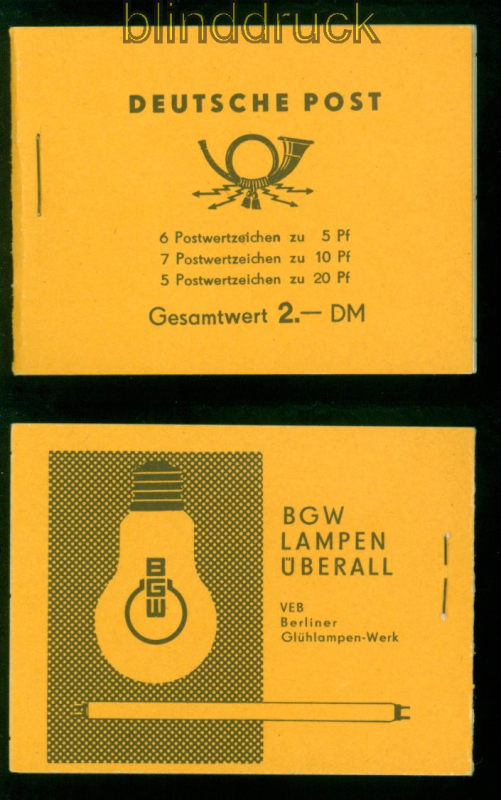 blinddruck
DEUTSCHE POST
6 Postwertzeichen zu 5 Pf
7 Postwertzeichen zu 10 Pf
5 Postwertzeichen zu 20 Pf
Gesamtwert 2.— DM
BGW
LAMPEN
ÜBERALL
BGW
VEB
Berliner
Glühlampen-Werk